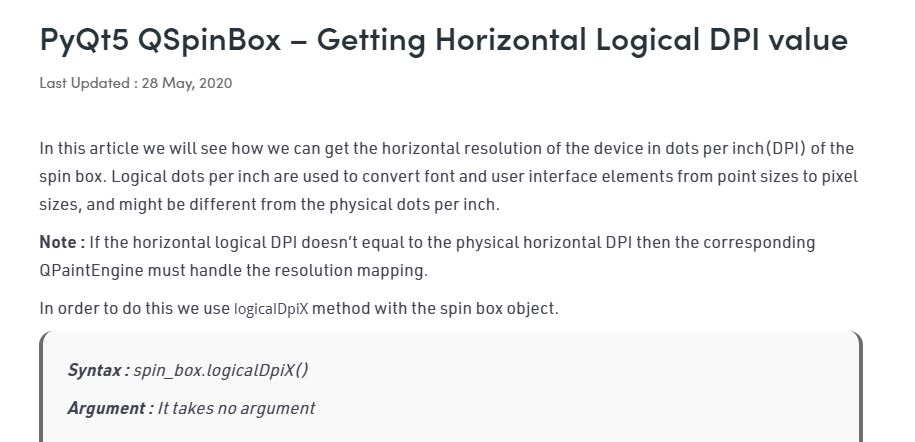 PyQt5 QSpinBox – Getting Horizontal Logical DPI value
Last Updated : 28 May, 2020
In this article we will see how we can get the horizontal resolution of the device in dots per inch(DPI) of the
spin box. Logical dots per inch are used to convert font and user interface elements from point sizes to pixel
sizes, and might be different from the physical dots per inch.
Note : If the horizontal logical DPI doesn’t equal to the physical horizontal DPI then the corresponding
QPaintEngine must handle the resolution mapping.
In order to do this we use logicalDpiX method with the spin box object.
Syntax : spin_box.logicalDpiX()
Argument : It takes no argument